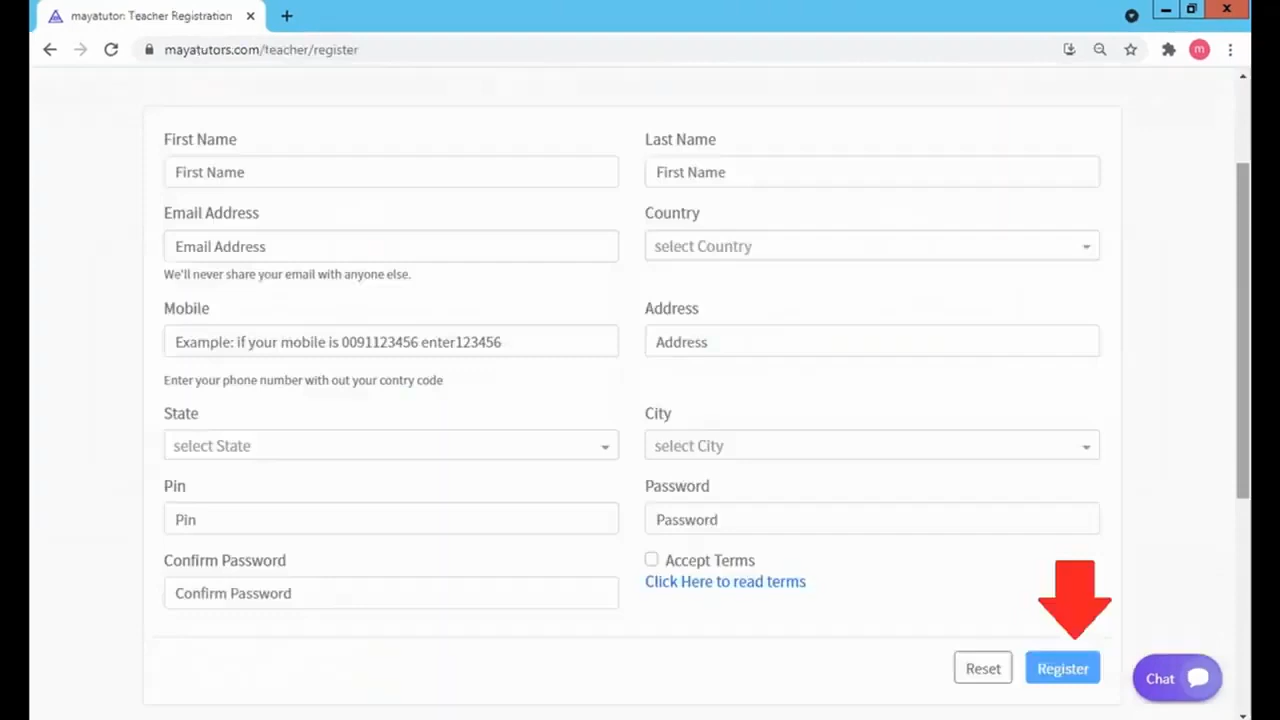 mayatutor: Teacher Registration
mayatutors.com/teacher/register
m
First Name
Last Name
First Name
First Name
Email Address
Country
Email Address
select Country
We'll never share your email with anyone else.
Mobile
Address
Example: if your mobile is 0091123456 enter123456
Address
Enter your phone number with out your contry code
State
City
select State
select City
Pin
Password
Pin
Password
Confirm Password
Accept Terms
Click Here to read terms
Confirm Password
Reset
Register
Chat